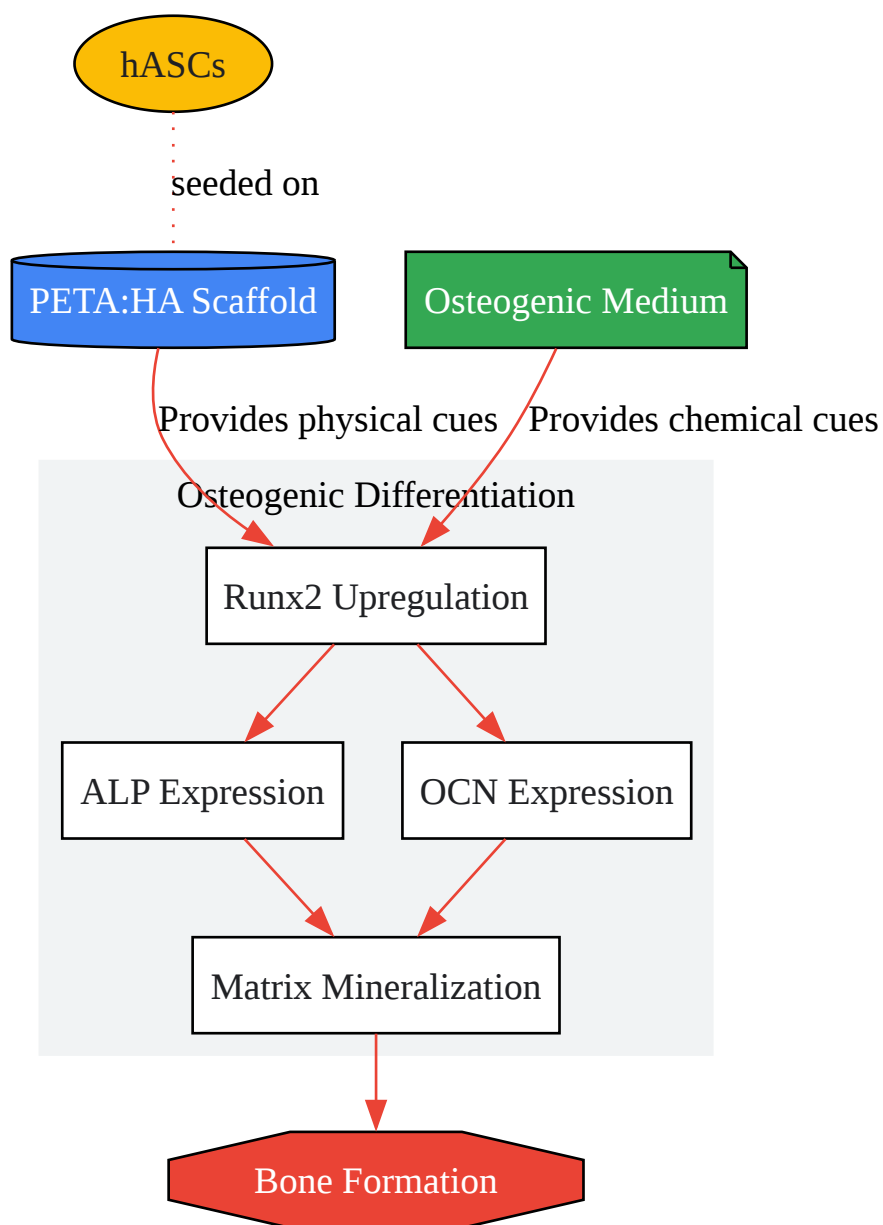 hASCs
seeded on
PETA:HA Scaffold
Osteogenic Medium
Provides physical cues
Provides chemical cues
Osteogenic Differentiation
Runx2 Upregulation
ALP Expression
OCN Expression
Matrix Mineralization
Bone Formation